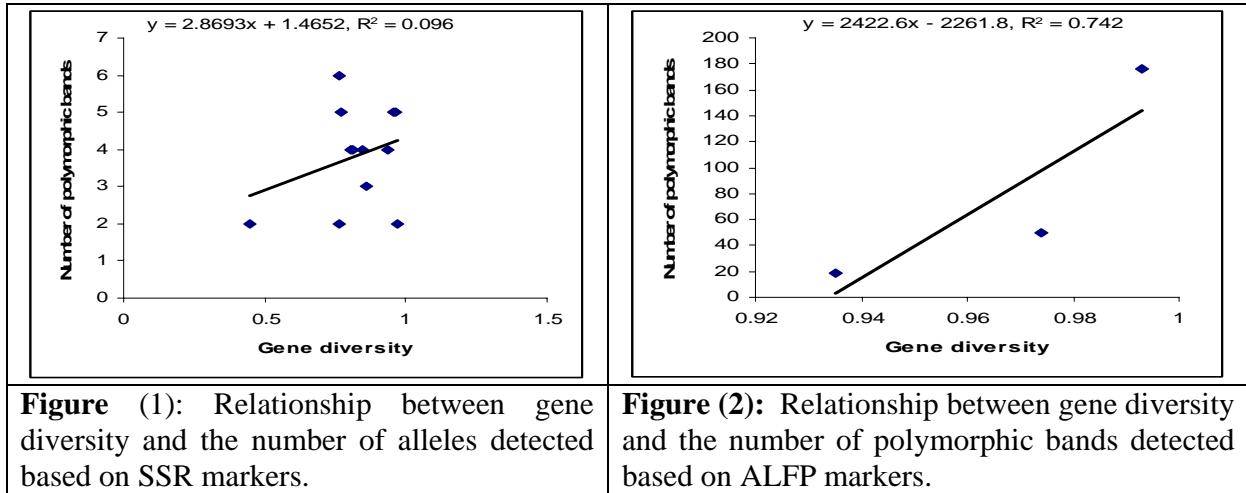 y = 2.8693x + 1.4652, R² = 0.096
7
6
5
4
3
2
1
0
Number of polymorphic bands
0 0.5 1 1.5
Gene diversity
y = 2422.6x - 2261.8, R² = 0.742
200
180
160
140
120
100
80
60
40
20
0
Number of polymorphic bands
0.92 0.94 0.96 0.98 1
Gene diversity
Figure (1): Relationship between gene
diversity and the number of alleles detected
based on SSR markers.
Figure (2): Relationship between gene diversity
and the number of polymorphic bands detected
based on ALFP markers.